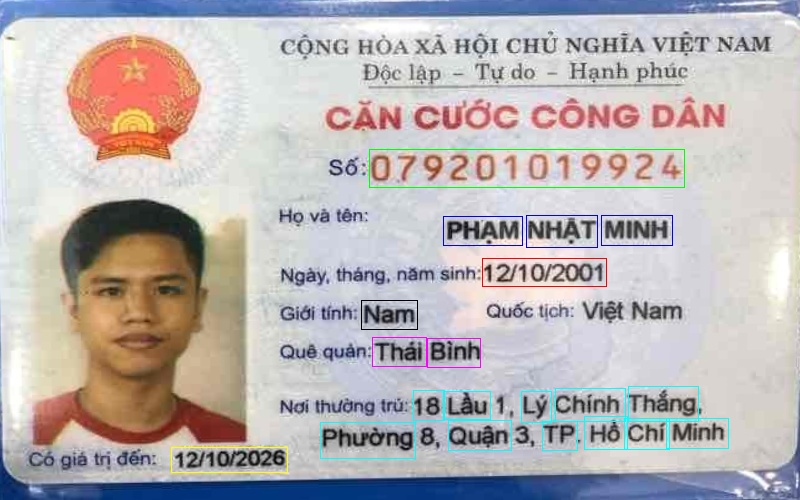 CỘNG HÒA XÃ HỘI CHỦ NGHĨA VIỆT NAM
Độc lập – Tự do – Hạnh phúc
CĂN CƯỚC CÔNG DÂN
Số: 079201019924
Họ và tên: PHẠM NHẬT MINH
Ngày, tháng, năm sinh: 12/10/2001
Giới tính: Nam Quốc tịch: Việt Nam
Quê quán: Thái Bình
Nơi thường trú: 18 Lầu 1, Lý Chính Thắng,
Phường 8, Quận 3, TP. Hồ Chí Minh
Có giá trị đến: 12/10/2026